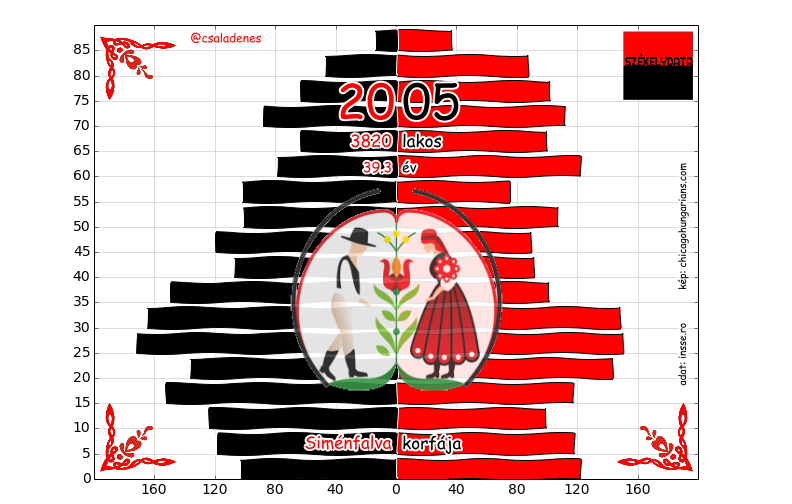 @csaladenes
SZÉKELYDATA
2005
3820 lakos
39.3 év
kép: chicagohungarians.com
adat: insse.ro
Siménfalva korfája
85
80
75
70
65
60
55
50
45
40
35
30
25
20
15
10
5
0
160 120 80 40 0 40 80 120 160